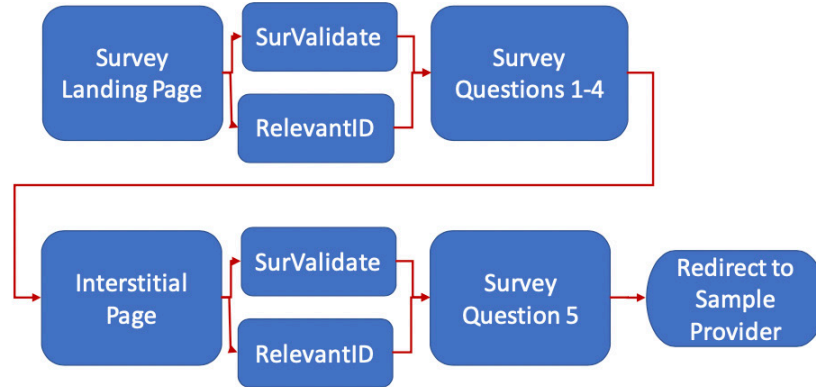 Survey
Landing Page
SurValidate
RelevantID
Survey
Questions 1-4
Interstitial
Page
SurValidate
RelevantID
Survey
Question 5
Redirect to
Sample
Provider